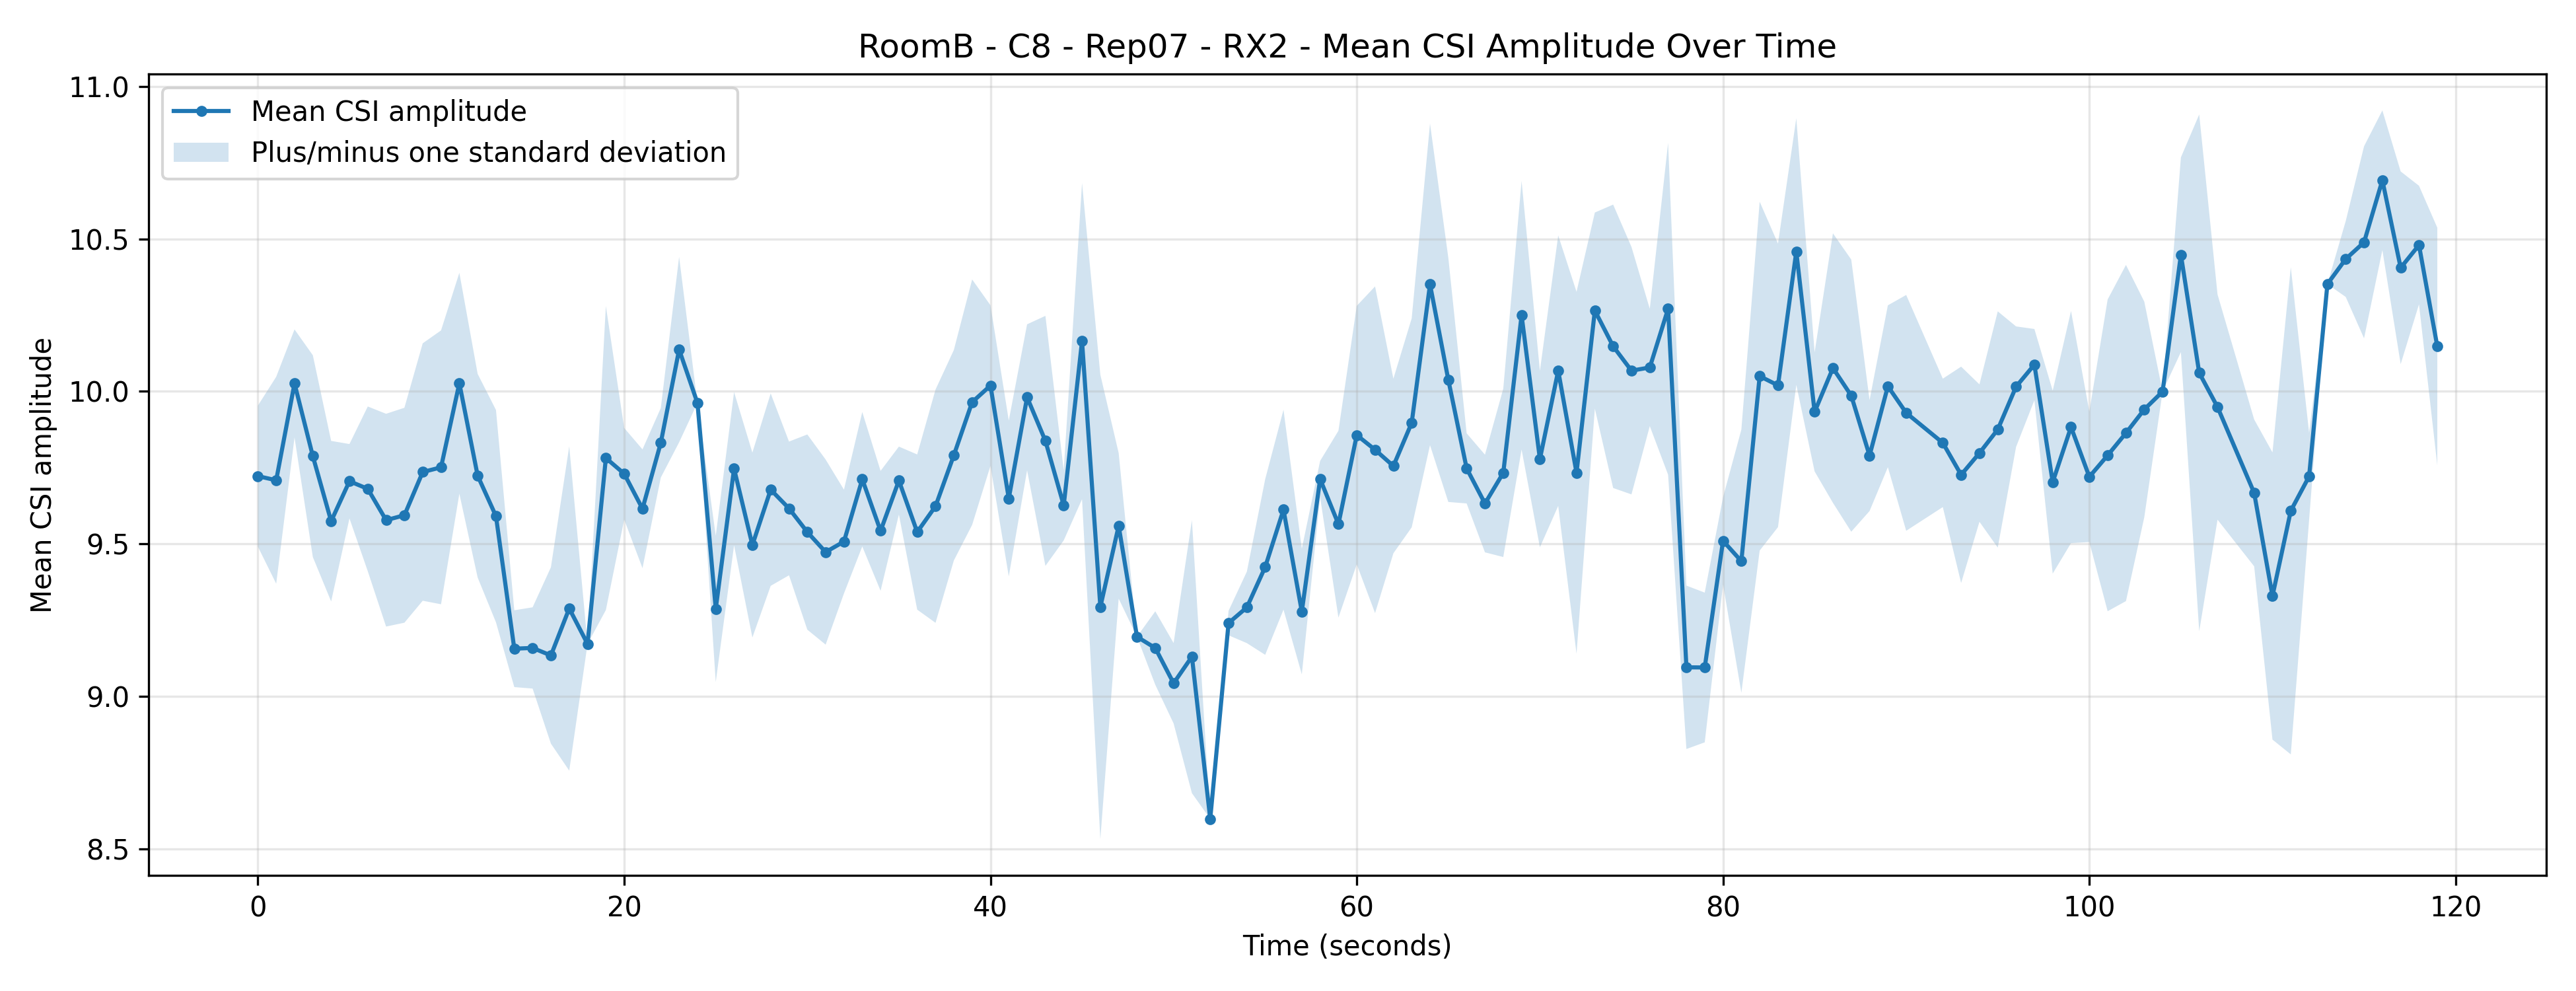 RoomB - C8 - Rep07 - RX2 - Mean CSI Amplitude Over Time
11.0
10.5
10.0
9.5
9.0
8.5
Mean CSI amplitude
Mean CSI amplitude
Plus/minus one standard deviation
0 20 40 60 80 100 120
Time (seconds)